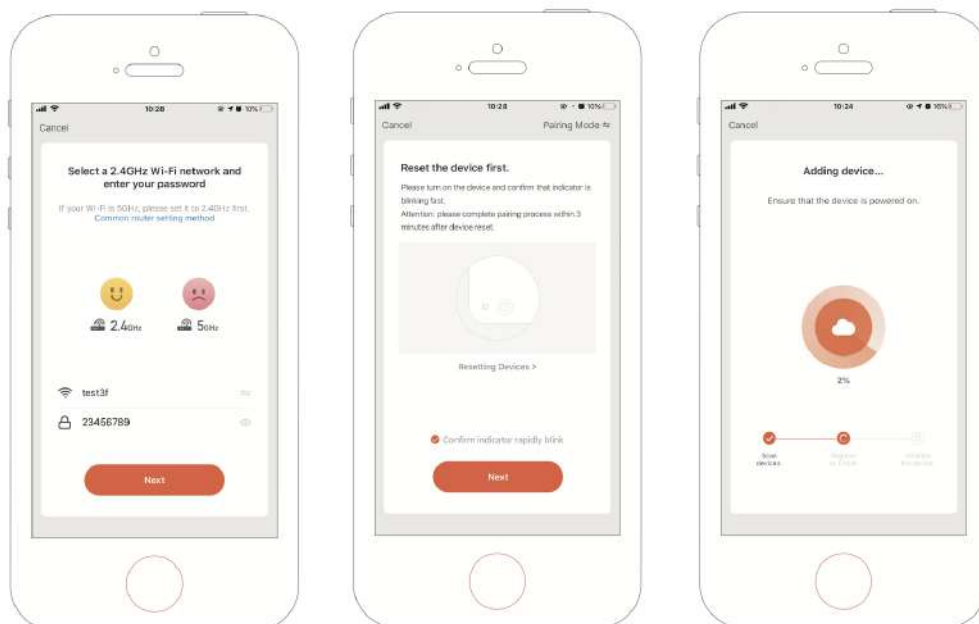 10:28
10%
Cancel
Select a 2.4GHz Wi-Fi network and
enter your password
If your Wi-Fi is 5GHz, please set it to 2.4GHz first.
Common router setting method
2.4GHz
5GHz
test3f
23456789
Next
10:28
10%
Cancel
Pairing Mode
Reset the device first.
Please turn on the device and confirm that indicator is
blinking fast.
Attention: please complete pairing process within 3
minutes after device reset.
Resetting Devices >
Confirm indicator rapidly blink
Next
10:24
Cancel
Adding device...
Ensure that the device is powered on.
2%
Scan
devices